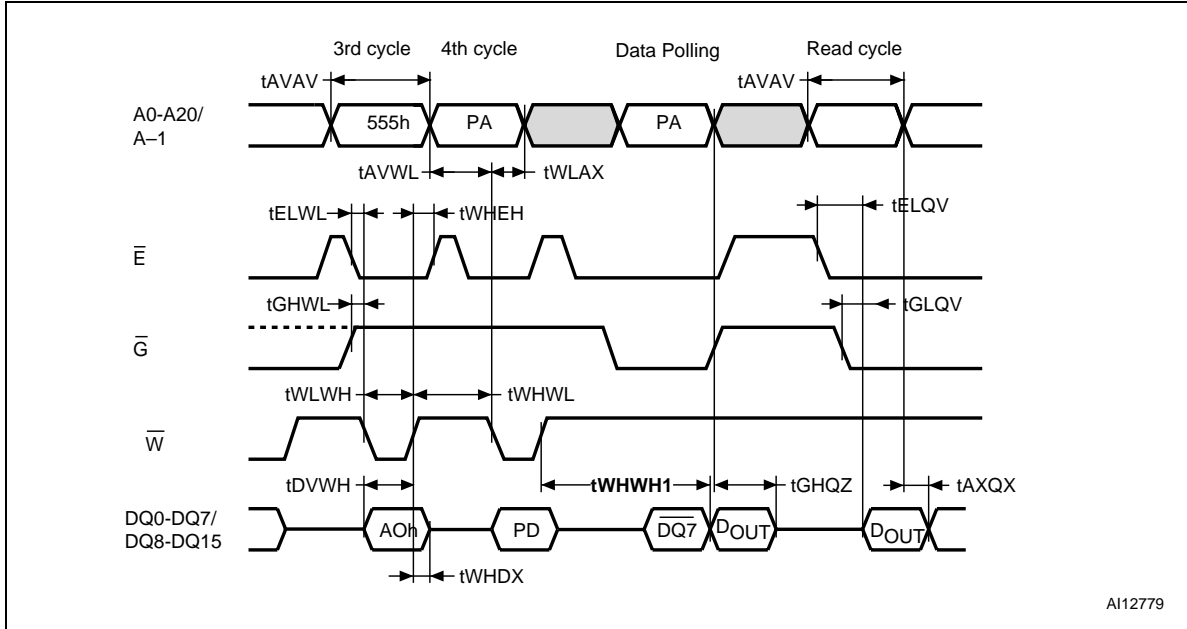 3rd cycle 4th cycle Data Polling Read cycle
tAVAV tAVAV
A0-A20/
A–1
555h PA PA
tAVWL tWLAX
tELWL tWHEH tELQV
E̅
tGHWL tGLQV
G̅
tWLWH tWHWL
W̅
tDVWH tWHWH1 tGHQZ tAXQX
DQ0-DQ7/
DQ8-DQ15
AOh PD D̅Q̅7̅ DOUT DOUT
tWHDX
AI12779